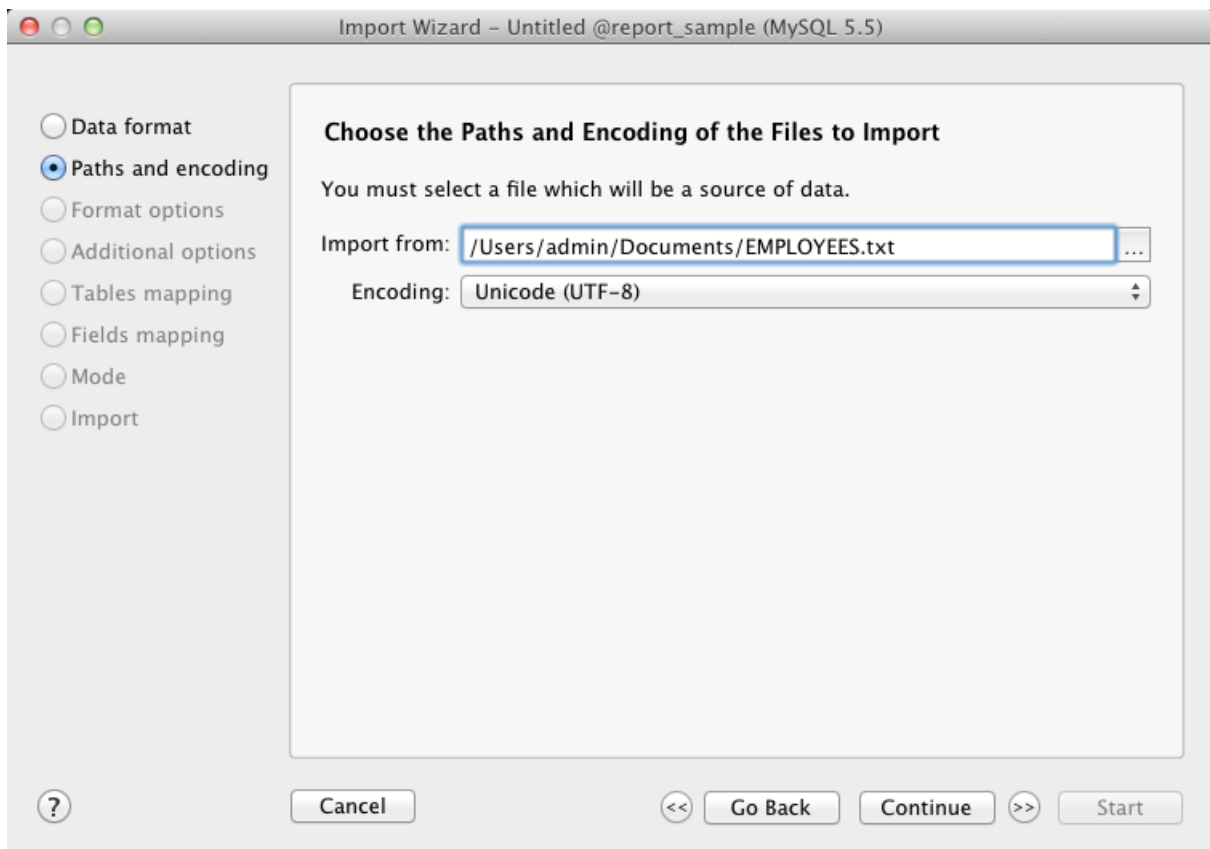 Import Wizard – Untitled @report_sample (MySQL 5.5)
Data format
Paths and encoding
Format options
Additional options
Tables mapping
Fields mapping
Mode
Import
Choose the Paths and Encoding of the Files to Import
You must select a file which will be a source of data.
Import from: /Users/admin/Documents/EMPLOYEES.txt ...
Encoding: Unicode (UTF-8)
? Cancel << Go Back Continue >> Start